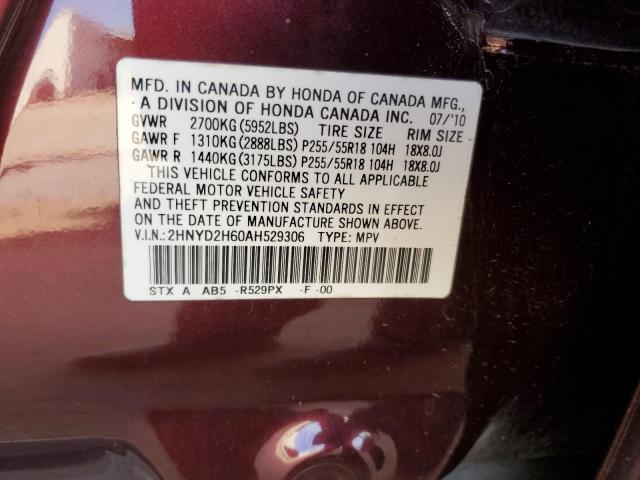 MFD. IN CANADA BY HONDA OF CANADA MFG.,
A DIVISION OF HONDA CANADA INC. 07/'10
GVWR 2700KG(5952LBS) TIRE SIZE RIM SIZE
GAWR F 1310KG(2888LBS) P255/55R18 104H 18X8.0J
GAWR R 1440KG(3175LBS) P255/55R18 104H 18X8.0J
THIS VEHICLE CONFORMS TO ALL APPLICABLE
FEDERAL MOTOR VEHICLE SAFETY
AND THEFT PREVENTION STANDARDS IN EFFECT
ON THE DATE OF MANUFACTURE SHOWN ABOVE.
V.I.N.:2HNYD2H60AH529306 TYPE: MPV
STX A AB5 -R529PX -F -00